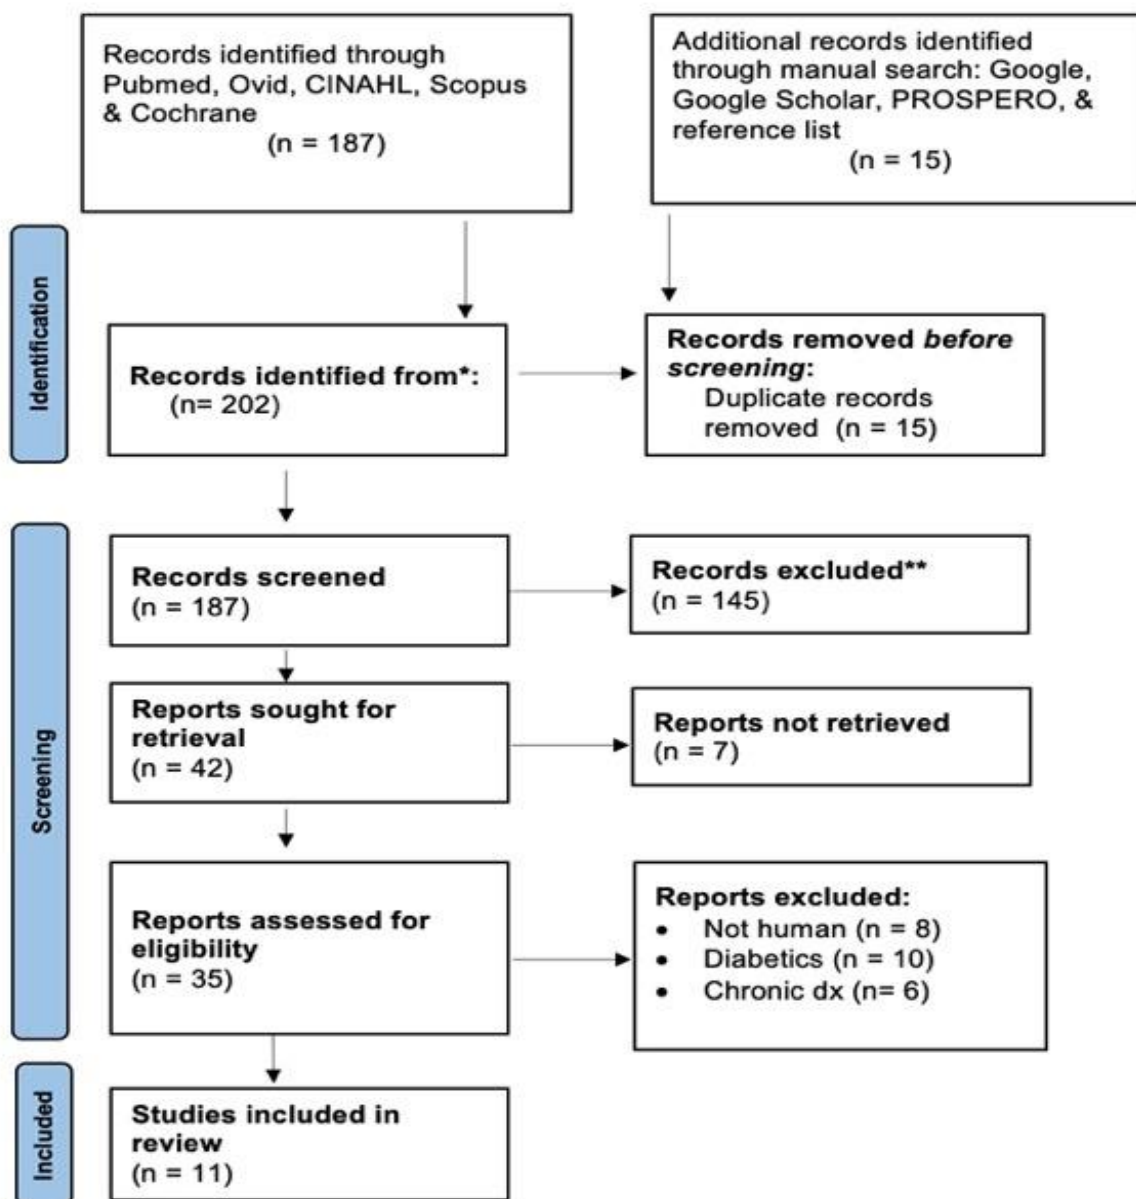 Records identified through
Pubmed, Ovid, CINAHL, Scopus
& Cochrane
(n = 187)
Additional records identified
through manual search: Google,
Google Scholar, PROSPERO, &
reference list
(n = 15)
Identification
Records identified from*:
(n= 202)
Records removed before
screening:
Duplicate records
removed (n = 15)
Screening
Records screened
(n = 187)
Records excluded**
(n = 145)
Reports sought for
retrieval
(n = 42)
Reports not retrieved
(n = 7)
Reports assessed for
eligibility
(n = 35)
Reports excluded:
• Not human (n = 8)
• Diabetics (n = 10)
• Chronic dx (n= 6)
Included
Studies included in
review
(n = 11)